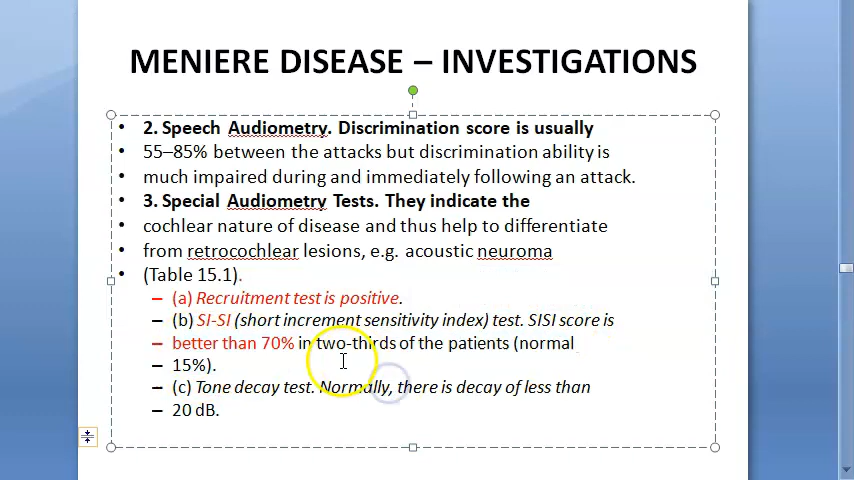 MENIERE DISEASE – INVESTIGATIONS
• 2. Speech Audiometry. Discrimination score is usually
• 55–85% between the attacks but discrimination ability is
• much impaired during and immediately following an attack.
• 3. Special Audiometry Tests. They indicate the
• cochlear nature of disease and thus help to differentiate
• from retrocochlear lesions, e.g. acoustic neuroma
• (Table 15.1).
– (a) Recruitment test is positive.
– (b) SI-SI (short increment sensitivity index) test. SISI score is
– better than 70% in two-thirds of the patients (normal
– 15%).
– (c) Tone decay test. Normally, there is decay of less than
– 20 dB.